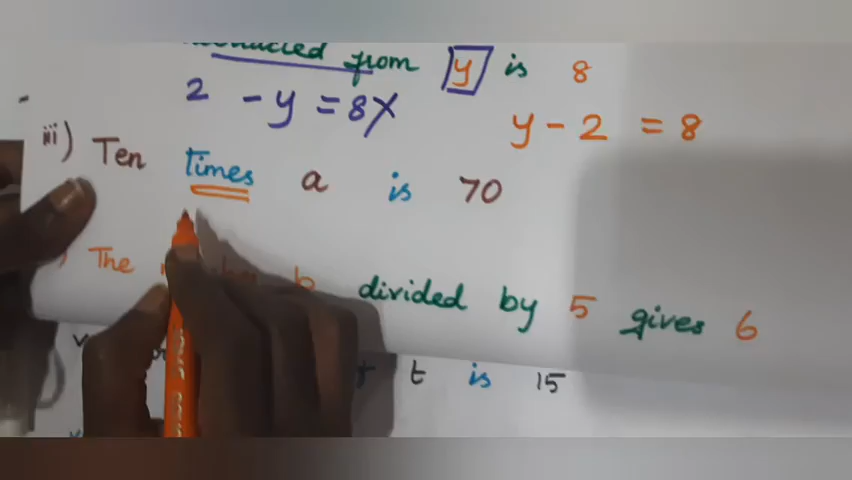 from y is 8
2 - y = 8 X
y - 2 = 8
iii) Ten times a is 70
The b divided by 5 gives 6
t is 15